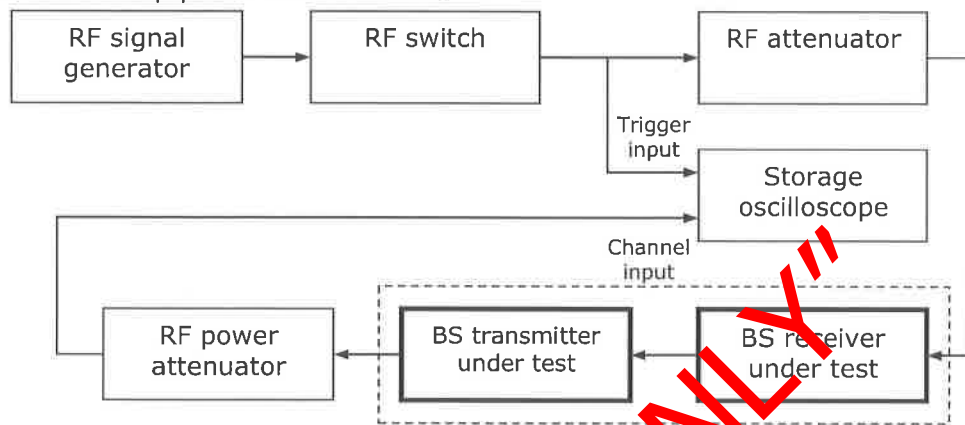 RF signal
generator
RF switch
RF attenuator
Trigger
input
Storage
oscilloscope
Channel
input
RF power
attenuator
BS transmitter
under test
BS receiver
under test